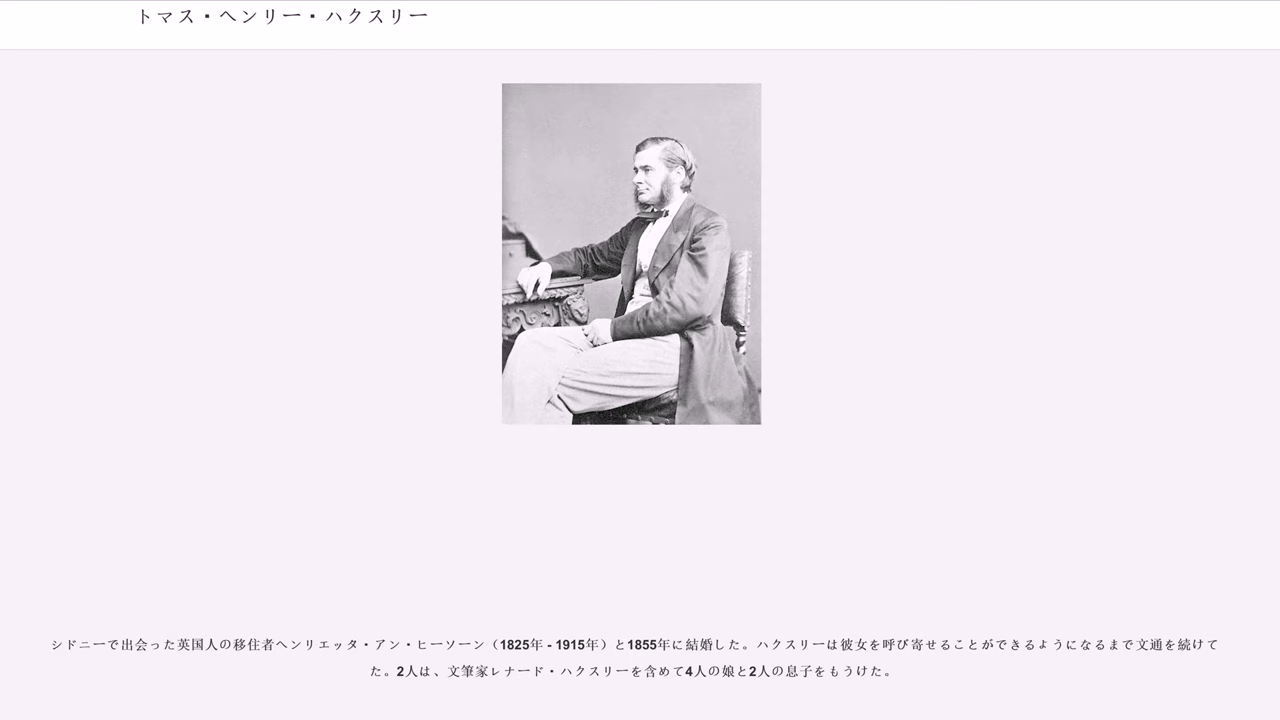 トマス・ヘンリー・ハクスリー
シドニーで出会った英国人の移住者ヘンリエッタ・アン・ヒーソーン（1825年 - 1915年）と1855年に結婚した。ハクスリーは彼女を呼び寄せることができるようになるまで文通を続けて
た。2人は、文筆家レナード・ハクスリーを含めて4人の娘と2人の息子をもうけた。